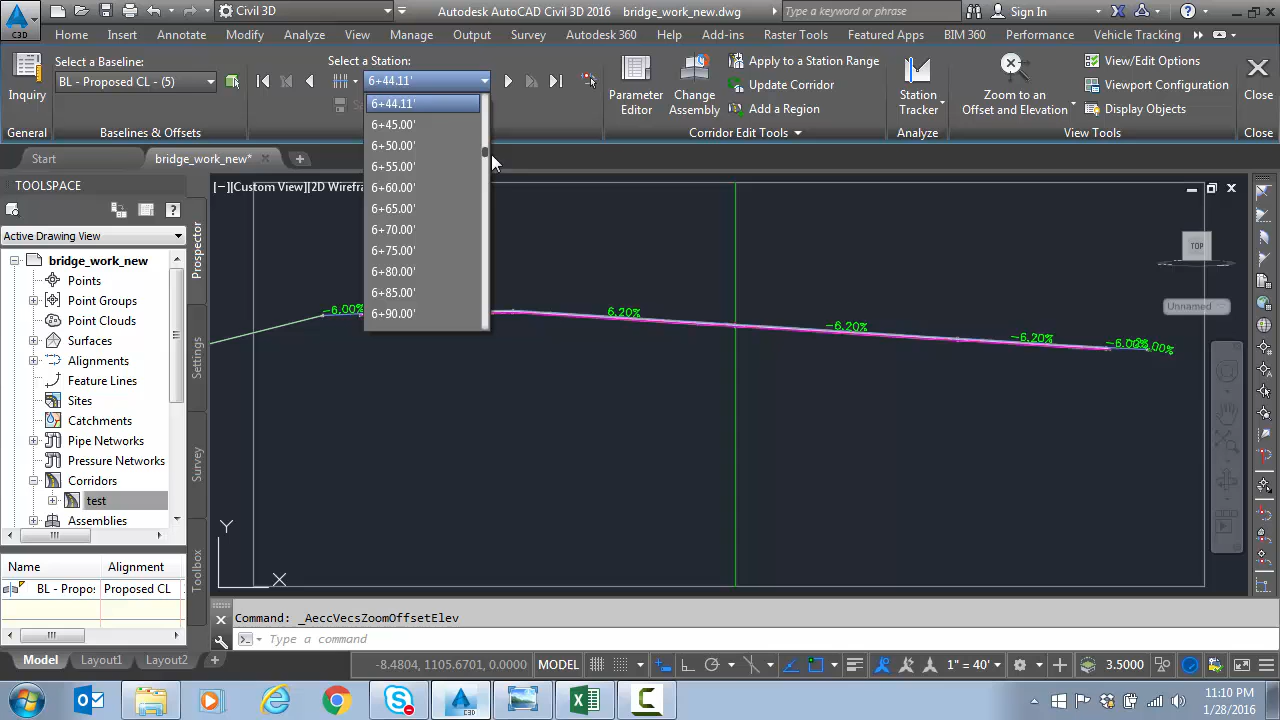 Civil 3D
Autodesk AutoCAD Civil 3D 2016 bridge_work_new.dwg
Type a keyword or phrase
Sign In
C3D
Home Insert Annotate Modify Analyze View Manage Output Survey Autodesk 360 Help Add-ins Raster Tools Featured Apps BIM 360 Performance Vehicle Tracking
Select a Baseline:
BL - Proposed CL - (5)
Select a Station:
6+44.11'
Inquiry
General
Baselines & Offsets
Parameter Editor
Change Assembly
Apply to a Station Range
Update Corridor
Add a Region
Corridor Edit Tools
Station Tracker
Analyze
Zoom to an Offset and Elevation
View/Edit Options
Viewport Configuration
Display Objects
View Tools
Close
Close
6+44.11'
6+45.00'
6+50.00'
6+55.00'
6+60.00'
6+65.00'
6+70.00'
6+75.00'
6+80.00'
6+85.00'
6+90.00'
Start
bridge_work_new*
TOOLSPACE
Active Drawing View
bridge_work_new
Points
Point Groups
Point Clouds
Surfaces
Alignments
Feature Lines
Sites
Catchments
Pipe Networks
Pressure Networks
Corridors
test
Assemblies
Prospector
Settings
Survey
Toolbox
Name Alignment
BL - Propos Proposed CL
[−][Custom View][2D Wirefra
-6.00%
6.20%
-6.20%
-6.20%
-6.00%
TOP
Unnamed
Y
X
Command: _AeccVecsZoomOffsetElev
Type a command
Model Layout1 Layout2
-8.4804, 1105.6701, 0.0000 MODEL
1" = 40'
3.5000
C3D
11:10 PM
1/28/2016